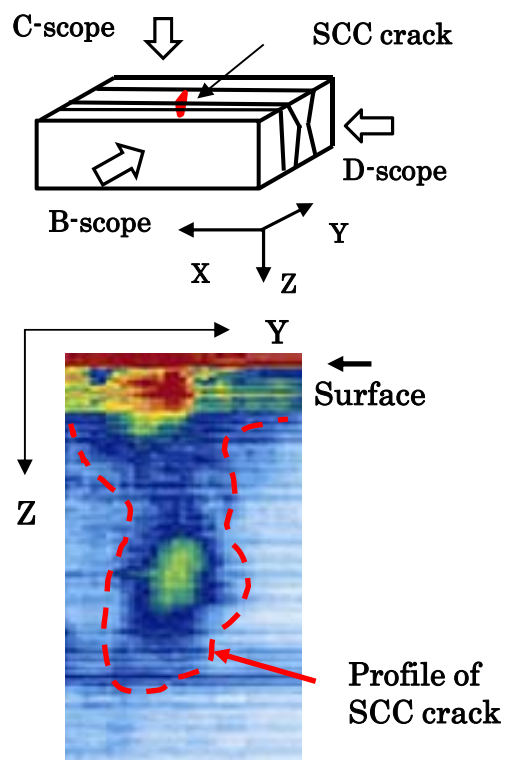 C-scope
SCC crack
D-scope
B-scope
Y
X
Z
Y
Surface
Z
Profile of
SCC crack